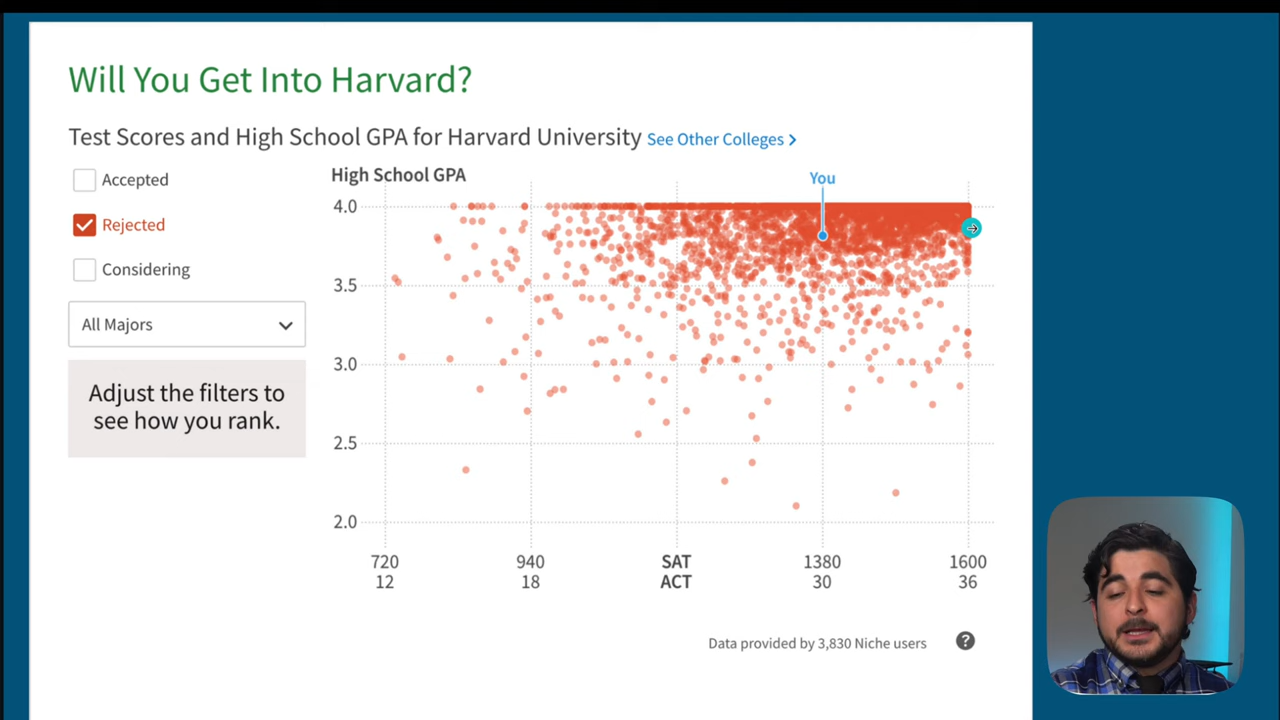 Will You Get Into Harvard?
Test Scores and High School GPA for Harvard University See Other Colleges >
Accepted
Rejected
Considering
All Majors
Adjust the filters to
see how you rank.
High School GPA
You
4.0
3.5
3.0
2.5
2.0
720 940 SAT 1380 1600
12 18 ACT 30 36
Data provided by 3,830 Niche users ?